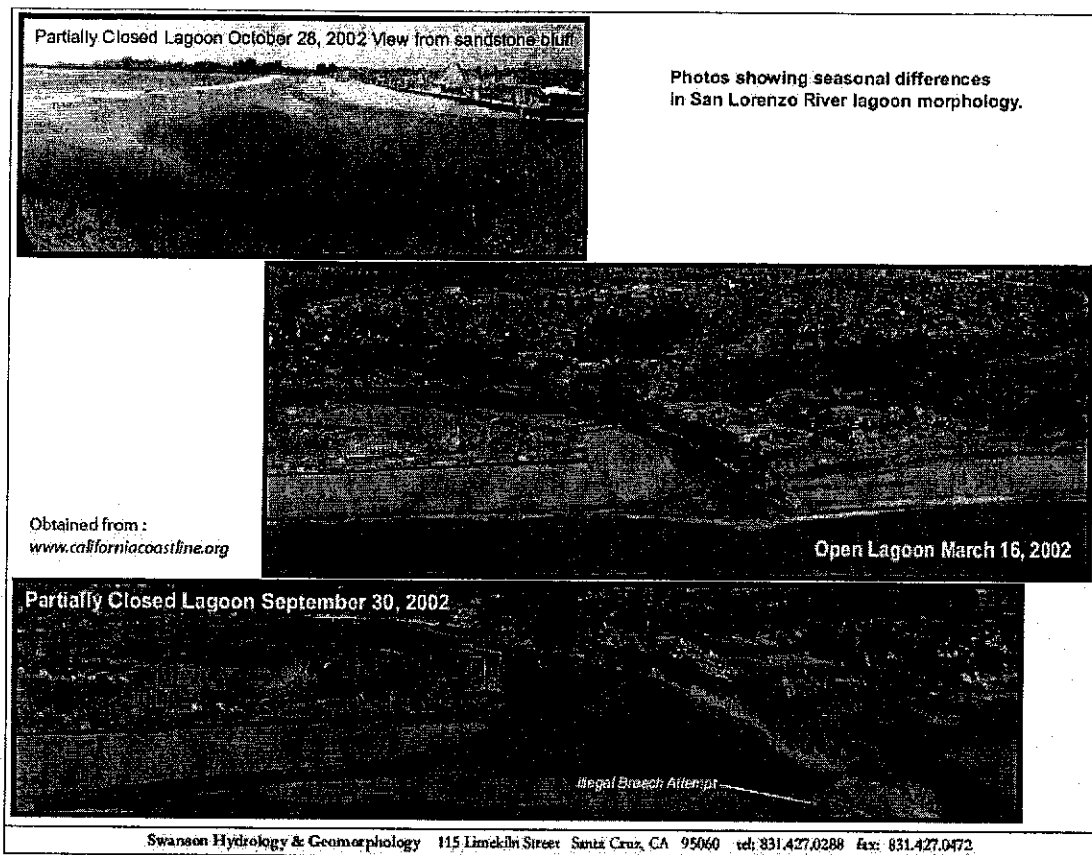 Partially Closed Lagoon October 28, 2002 View from sandstone bluff
Photos showing seasonal differences
in San Lorenzo River lagoon morphology.
Obtained from :
www.californiacoastline.org
Open Lagoon March 16, 2002
Partially Closed Lagoon September 30, 2002
Illegal Breech Attempt
Swanson Hydrology & Geomorphology 115 Limekiln Street Santa Cruz, CA 95060 tel: 831.427.0288 fax: 831.427.0472